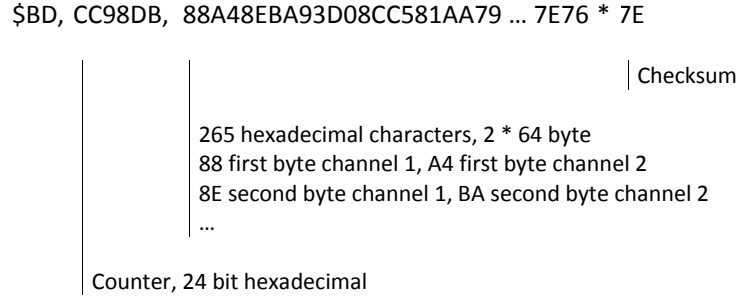 $BD, CC98DB, 88A48EBA93D08CC581AA79 … 7E76 * 7E
Checksum
265 hexadecimal characters, 2 * 64 byte
88 first byte channel 1, A4 first byte channel 2
8E second byte channel 1, BA second byte channel 2
…
Counter, 24 bit hexadecimal